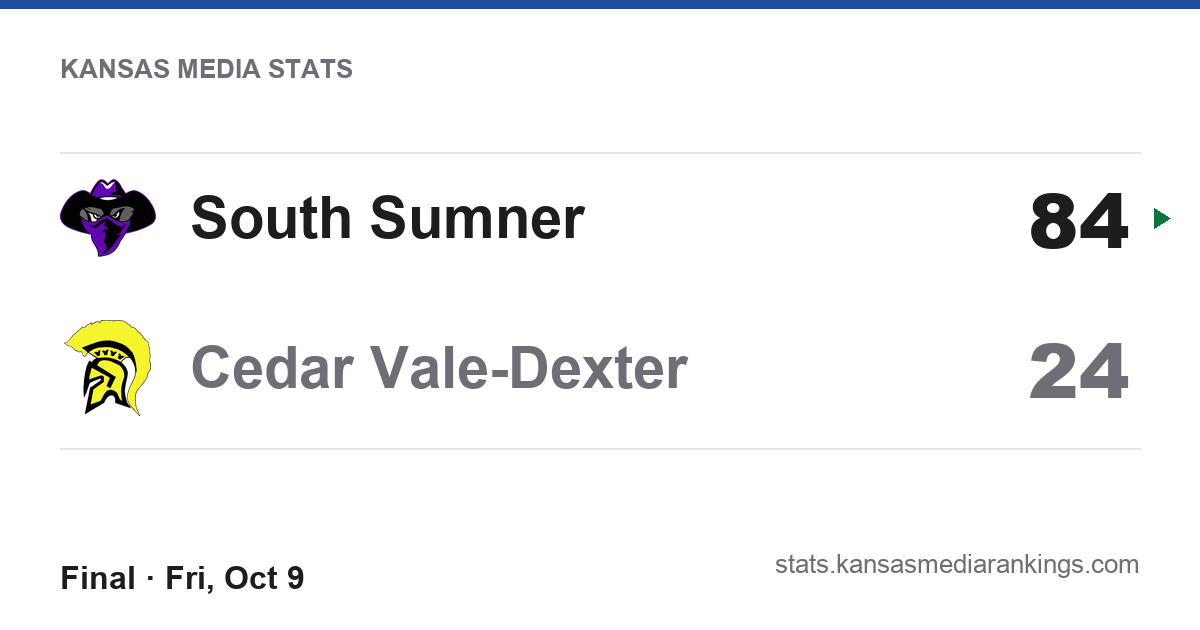 KANSAS MEDIA STATS
South Sumner 84
Cedar Vale-Dexter 24
Final · Fri, Oct 9
stats.kansasmediarankings.com